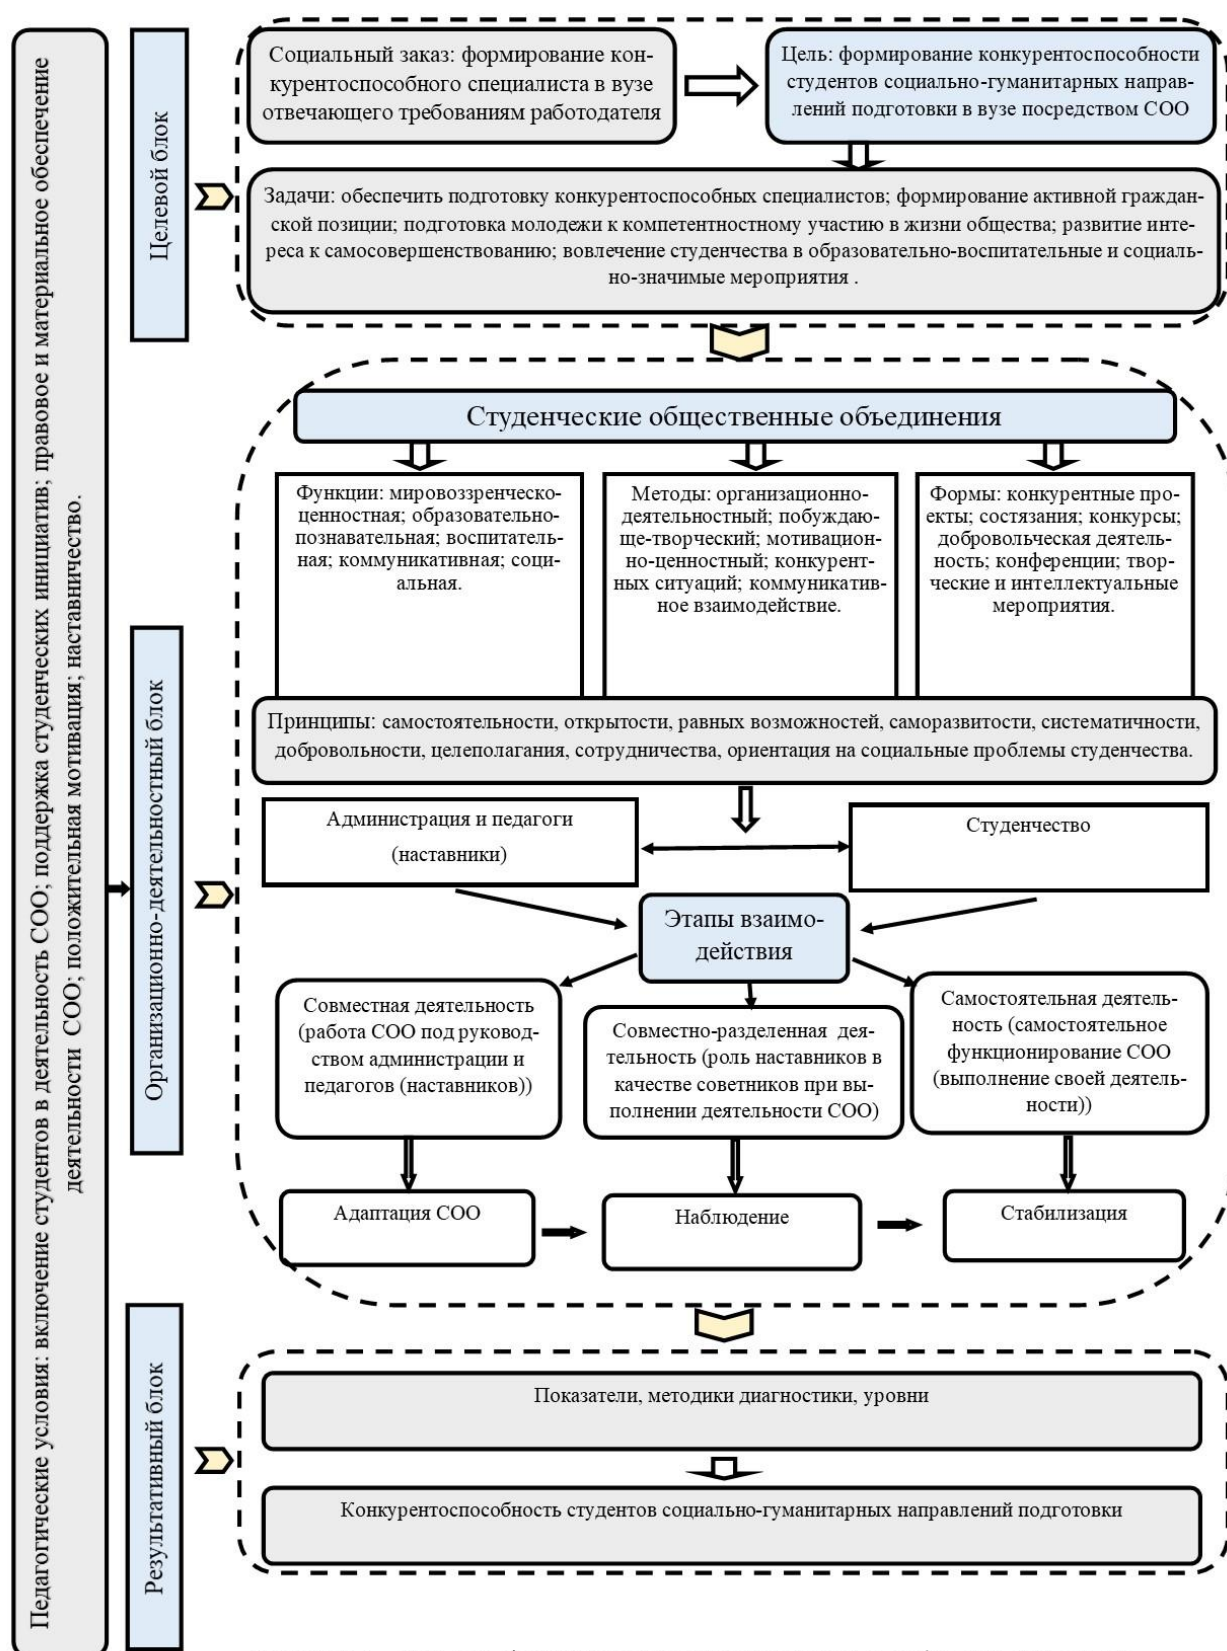 Педагогические условия: включение студентов в деятельность СОО; поддержка студенческих инициатив; правовое и материальное обеспечение
деятельности СОО; положительная мотивация; наставничество.
Целевой блок
Социальный заказ: формирование кон-
курентоспособного специалиста в вузе
отвечающего требованиям работодателя
Цель: формирование конкурентоспособности
студентов социально-гуманитарных направ-
лений подготовки в вузе посредством СОО
Задачи: обеспечить подготовку конкурентоспособных специалистов; формирование активной граждан-
ской позиции; подготовка молодежи к компетентностному участию в жизни общества; развитие инте-
реса к самосовершенствованию; вовлечение студенчества в образовательно-воспитательные и социаль-
но-значимые мероприятия .
Организационно-деятельностный блок
Студенческие общественные объединения
Функции: мировоззренческо-
ценностная; образовательно-
познавательная; воспитатель-
ная; коммуникативная; соци-
альная.
Методы: организационно-
деятельностный; побуждаю-
ще-творческий; мотивацион-
но-ценностный; конкурент-
ных ситуаций; коммуникатив-
ное взаимодействие.
Формы: конкурентные про-
екты; состязания; конкурсы;
добровольческая деятель-
ность; конференции; твор-
ческие и интеллектуальные
мероприятия.
Принципы: самостоятельности, открытости, равных возможностей, саморазвитости, систематичности,
добровольности, целеполагания, сотрудничества, ориентация на социальные проблемы студенчества.
Администрация и педагоги
(наставники)
Студенчество
Этапы взаимо-
действия
Совместная деятельность
(работа СОО под руковод-
ством администрации и
педагогов (наставников))
Совместно-разделенная дея-
тельность (роль наставников в
качестве советников при вы-
полнении деятельности СОО)
Самостоятельная деятель-
ность (самостоятельное
функционирование СОО
(выполнение своей деятель-
ности))
Адаптация СОО
Наблюдение
Стабилизация
Результативный блок
Показатели, методики диагностики, уровни
Конкурентоспособность студентов социально-гуманитарных направлений подготовки